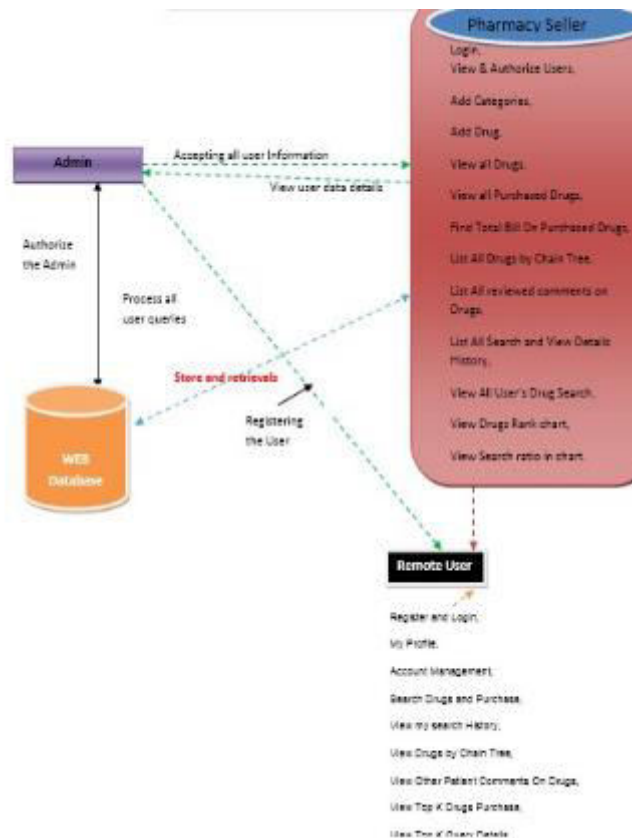 Pharmacy Seller
Login,
View & Authorize Users,
Add Categories,
Add Drug.
View all Drugs.
View all Purchased Drugs,
Find Total Bill On Purchased Drugs,
List All Drugs by Chain Tree,
List All reviewed comments on
Drugs,
List All Search and View Details
History,
View All User's Drug Search.
View Drugs Rank chart,
View Search ratio in chart.
Admin
Accepting all user Information
View user data details
Authorize
the Admin
Process all
user queries
Store and retrievals
Registering
the User
WEB
Database
Remote User
Register and Login,
My Profile,
Account Management,
Search Drugs and Purchase,
View my search History,
View Drugs by Chain Tree,
View Other Patient Comments On Drugs,
View Top K Drugs Purchase,
View Top K Query Details